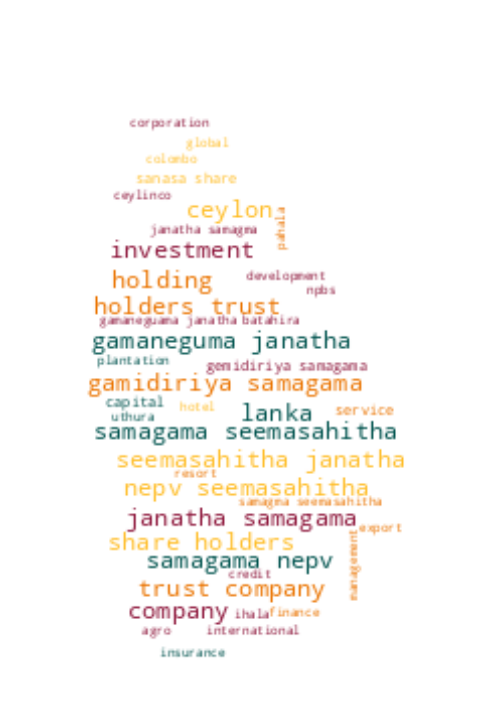 corporation
global
colombo
sanasa share
ceylinco
ceylon
pahala
janatha samagma
investment
holding
development
npbs
holders trust
gamaneguama janatha batahira
gamaneguma janatha
plantation
gemidiriya samagama
gamidiriya samagama
capital
hotel
lanka
service
uthura
samagama seemasahitha
seemasahitha janatha
resort
nepv seemasahitha
samagma seemasahitha
janatha samagama
export
share holders
management
samagama nepv
credit
trust company
company
ihala
finance
agro
international
insurance